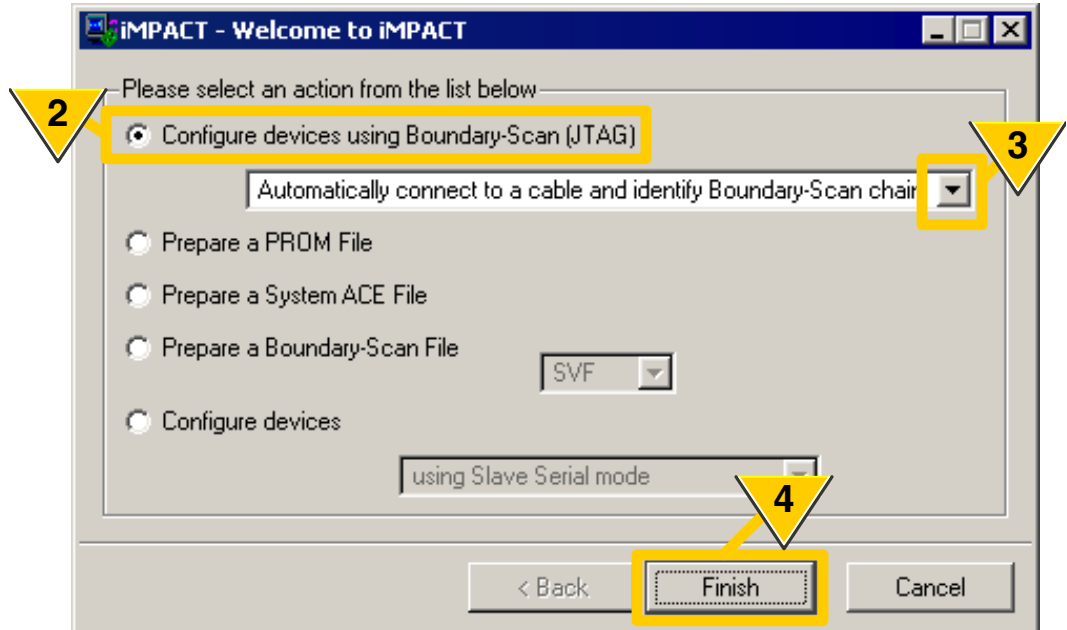 iMPACT - Welcome to iMPACT
Please select an action from the list below
2
Configure devices using Boundary-Scan (JTAG)
3
Automatically connect to a cable and identify Boundary-Scan chain
Prepare a PROM File
Prepare a System ACE File
Prepare a Boundary-Scan File
SVF
Configure devices
using Slave Serial mode
4
< Back
Finish
Cancel